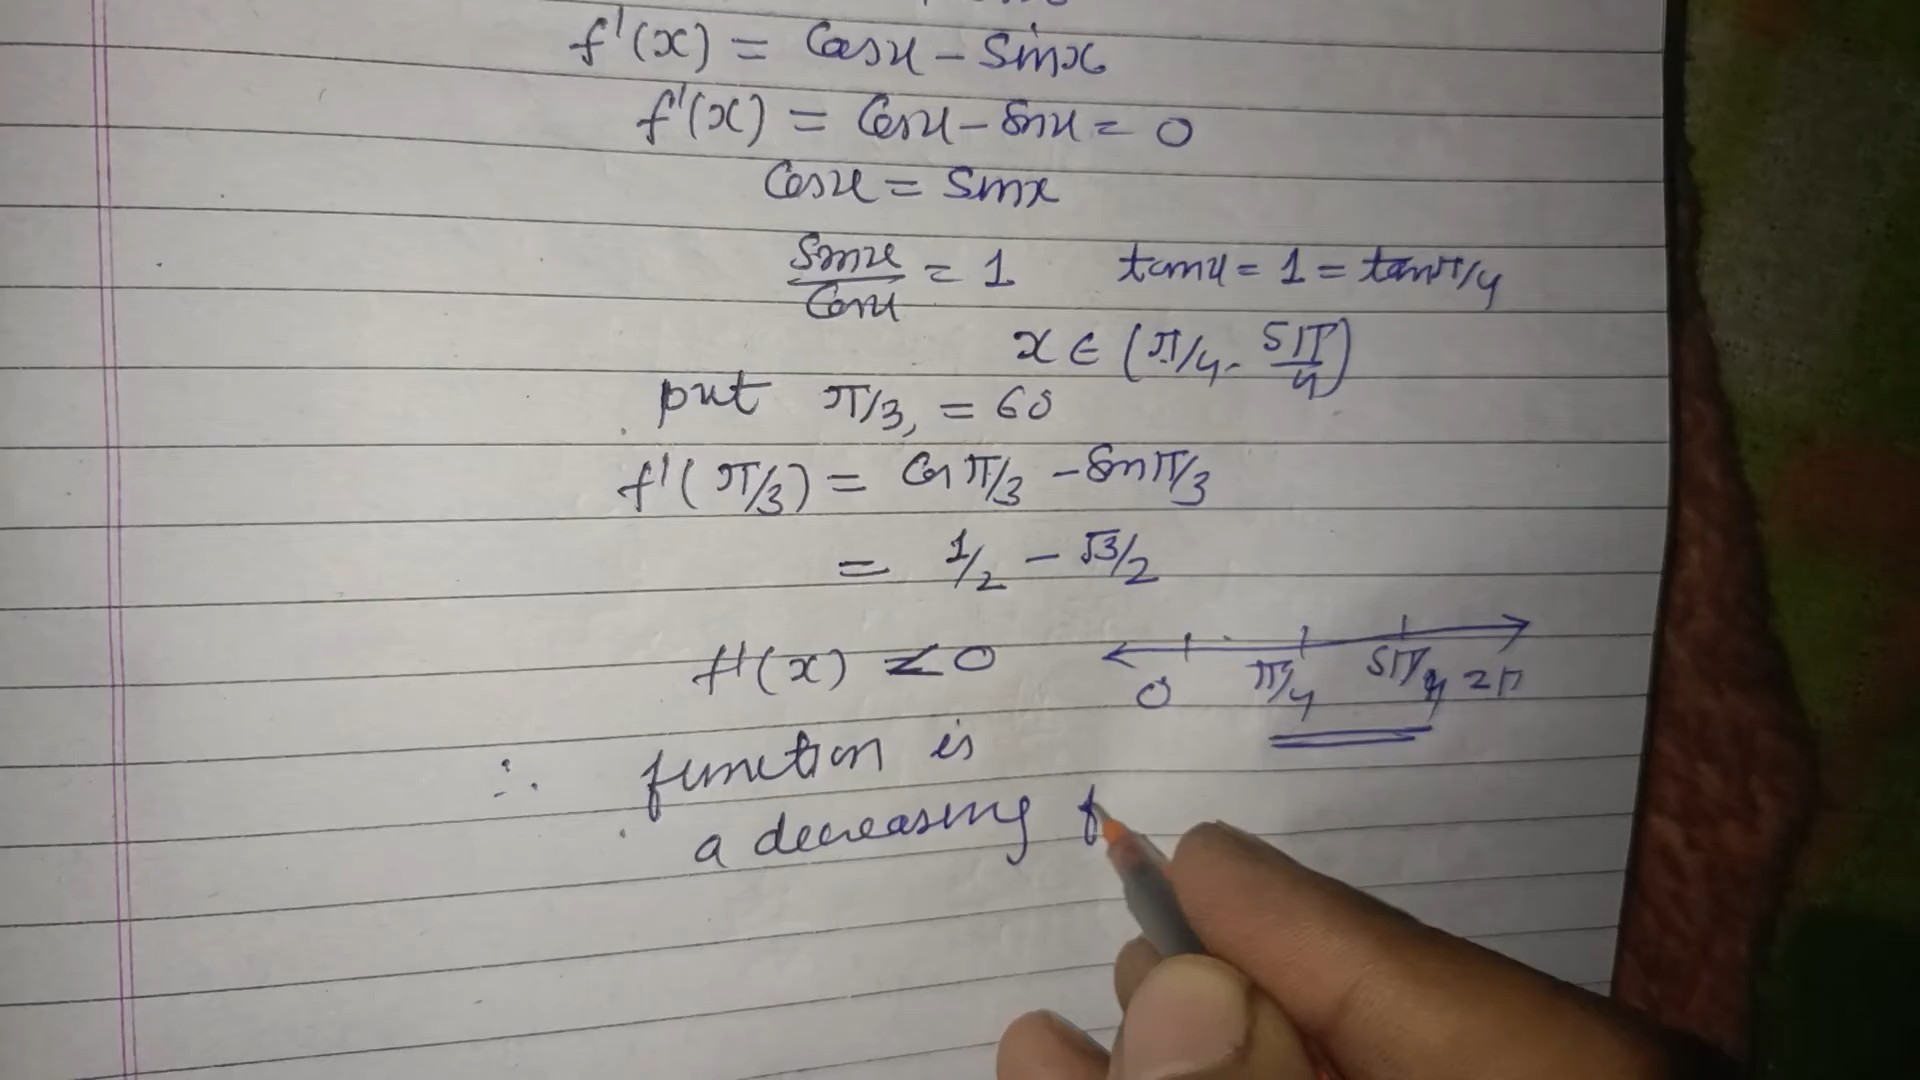 f'(x) = Cosx - Sinx
f'(x) = Cosx - Sinx = 0
Cosx = Sinx
Sinx/Cosx = 1 tanx = 1 = tanπ/4
x ∈ (π/4, 5π/4)
put π/3, = 60
f'(π/3) = Cosπ/3 - Sinπ/3
= 1/2 - √3/2
f'(x) < 0
0 π/4 5π/4 2π
∴ function is
a decreasing f